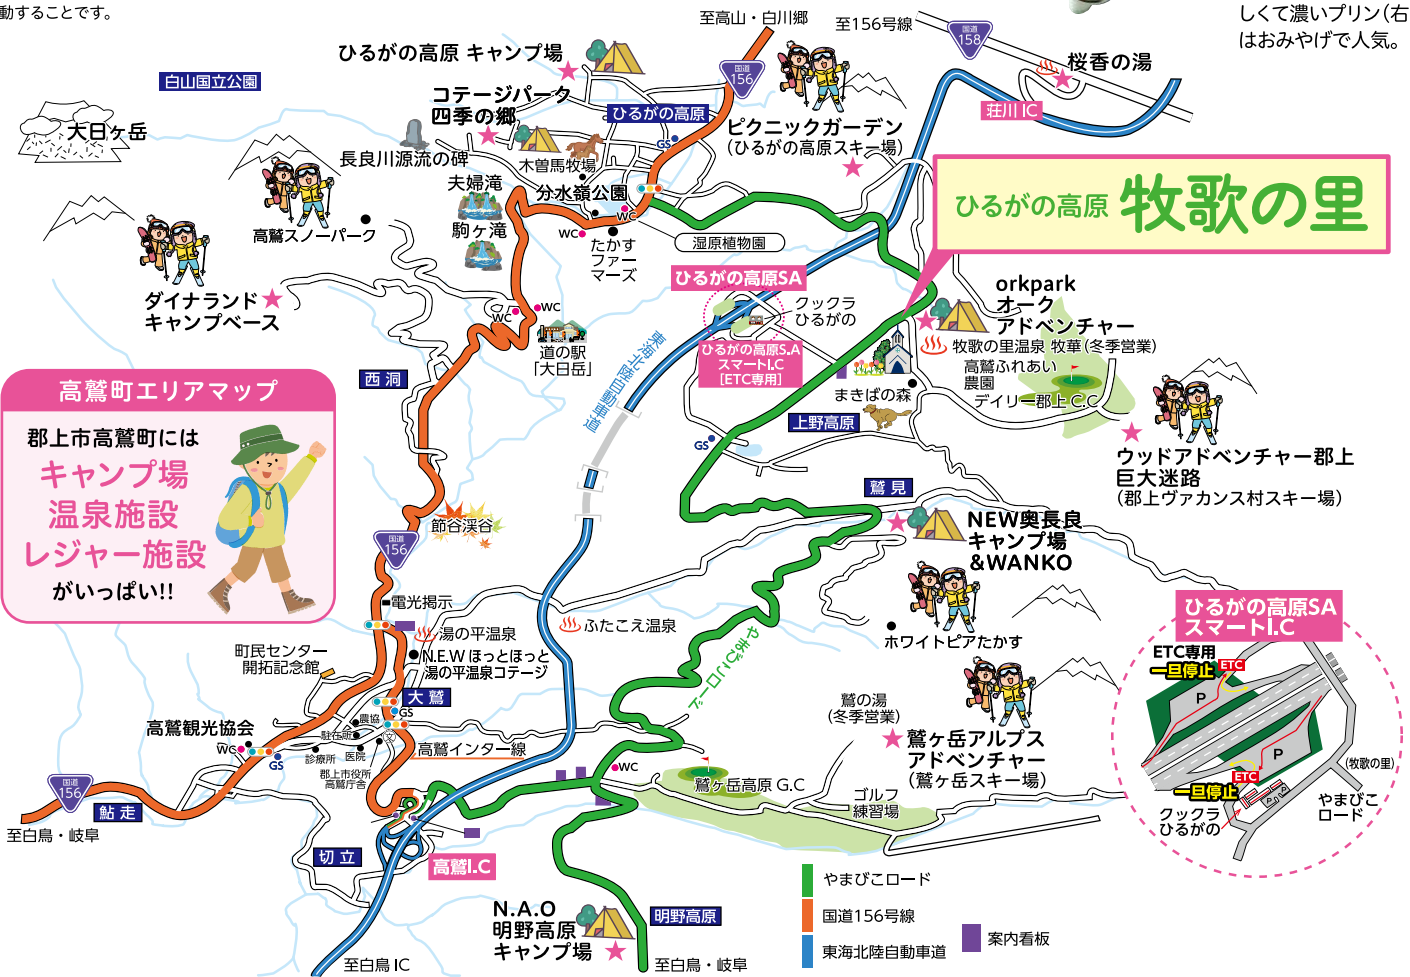 動することです。
しくて濃いプリン（右
はおみやげで人気。
至高山・白川郷
至156号線
国道
158
国道
156
桜香の湯
荘川 IC
ひるがの高原 キャンプ場
白山国立公園
コテージパーク
四季の郷
ひるがの高原
GS
ピクニックガーデン
(ひるがの高原スキー場)
大日ヶ岳
長良川源流の碑
木曽馬牧場
夫婦滝
分水嶺公園
WC
駒ヶ滝
WC
たかす
ファー
マーズ
湿原植物園
高鷲スノーパーク
ひるがの高原 牧歌の里
ひるがの高原SA
クックラ
ひるがの
ダイナランド
キャンプベース
WC
WC
道の駅
「大日岳」
東海北陸自動車道
ひるがの高原S.A
スマートI.C
[ETC専用]
orkpark
オーク
アドベンチャー
牧歌の里温泉 牧華(冬季営業)
高鷲ふれあい
農園
デイリー郡上 C.C
まきばの森
西洞
上野高原
GS
高鷲町エリアマップ
郡上市高鷲町には
キャンプ場
温泉施設
レジャー施設
がいっぱい!!
ウッドアドベンチャー郡上
巨大迷路
(郡上ヴァカンス村スキー場)
鷲見
節谷渓谷
国道
156
NEW奥長良
キャンプ場
&WANKO
電光掲示
湯の平温泉
ふたこえ温泉
N.E.W ほっとほっと
湯の平温泉コテージ
町民センター
開拓記念館
ホワイトピアたかす
やまびこロード
大鷲
GS
農協
駐在所
文
医院
診療所
郡上市役所
高鷲庁舎
高鷲観光協会
WC
GS
高鷲インター線
鷲の湯
(冬季営業)
鷲ヶ岳アルプス
アドベンチャー
(鷲ヶ岳スキー場)
WC
鷲ヶ岳高原 G.C
ゴルフ
練習場
国道
156
鮎走
至白鳥・岐阜
切立
高鷲I.C
至白鳥 IC
N.A.O
明野高原
キャンプ場
明野高原
至白鳥・岐阜
やまびこロード
国道156号線
東海北陸自動車道
案内看板
ひるがの高原SA
スマートI.C
ETC専用
一旦停止
ETC
P
P
ETC
一旦停止
クックラ
ひるがの
P
P
(牧歌の里)
やまびこ
ロード